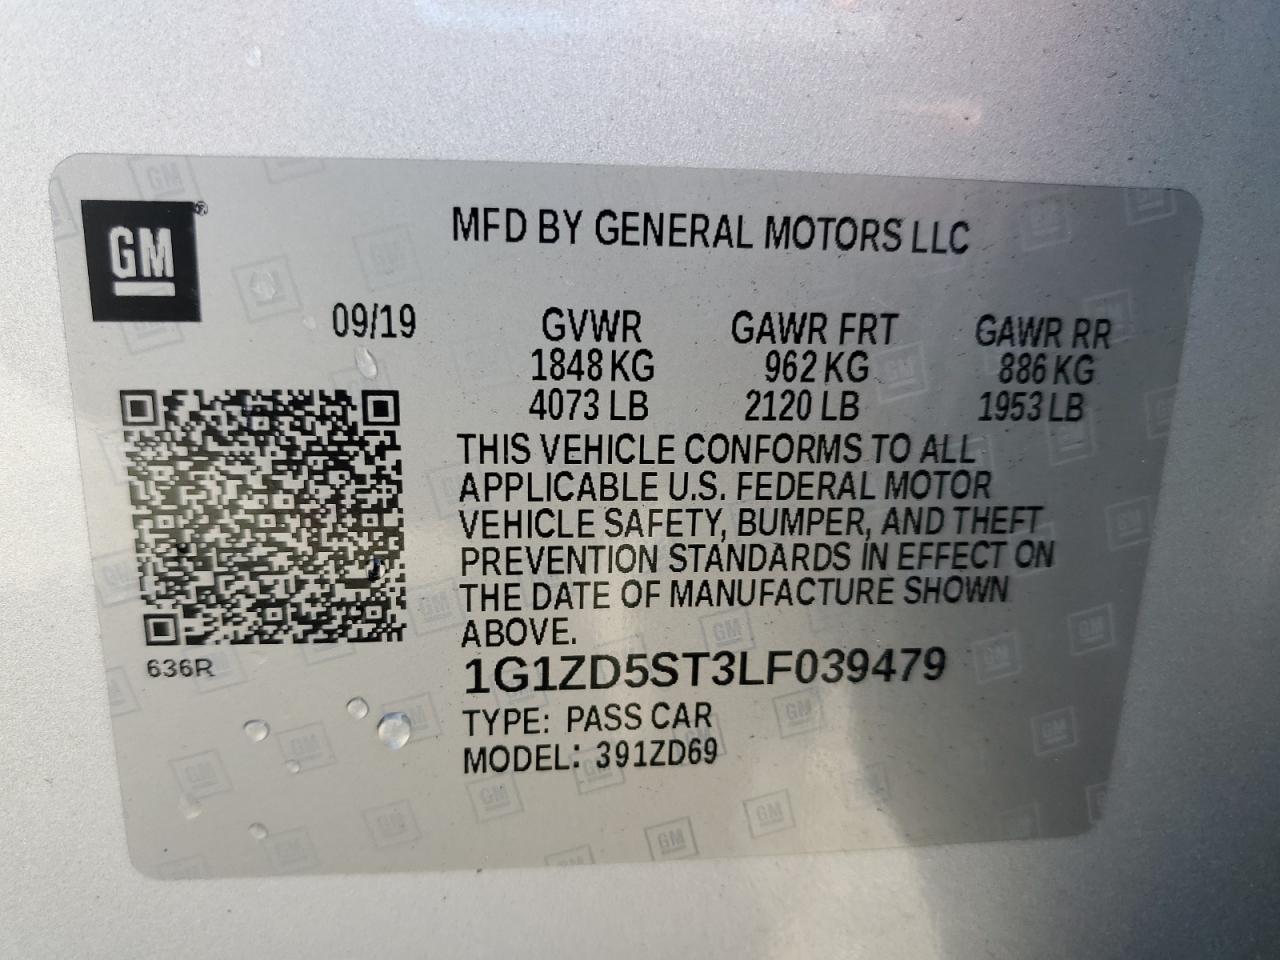 GM®
MFD BY GENERAL MOTORS LLC
09/19 GVWR GAWR FRT GAWR RR
1848 KG 962 KG 886 KG
4073 LB 2120 LB 1953 LB
THIS VEHICLE CONFORMS TO ALL
APPLICABLE U.S. FEDERAL MOTOR
VEHICLE SAFETY, BUMPER, AND THEFT
PREVENTION STANDARDS IN EFFECT ON
THE DATE OF MANUFACTURE SHOWN
ABOVE.
636R
1G1ZD5ST3LF039479
TYPE: PASS CAR
MODEL: 391ZD69